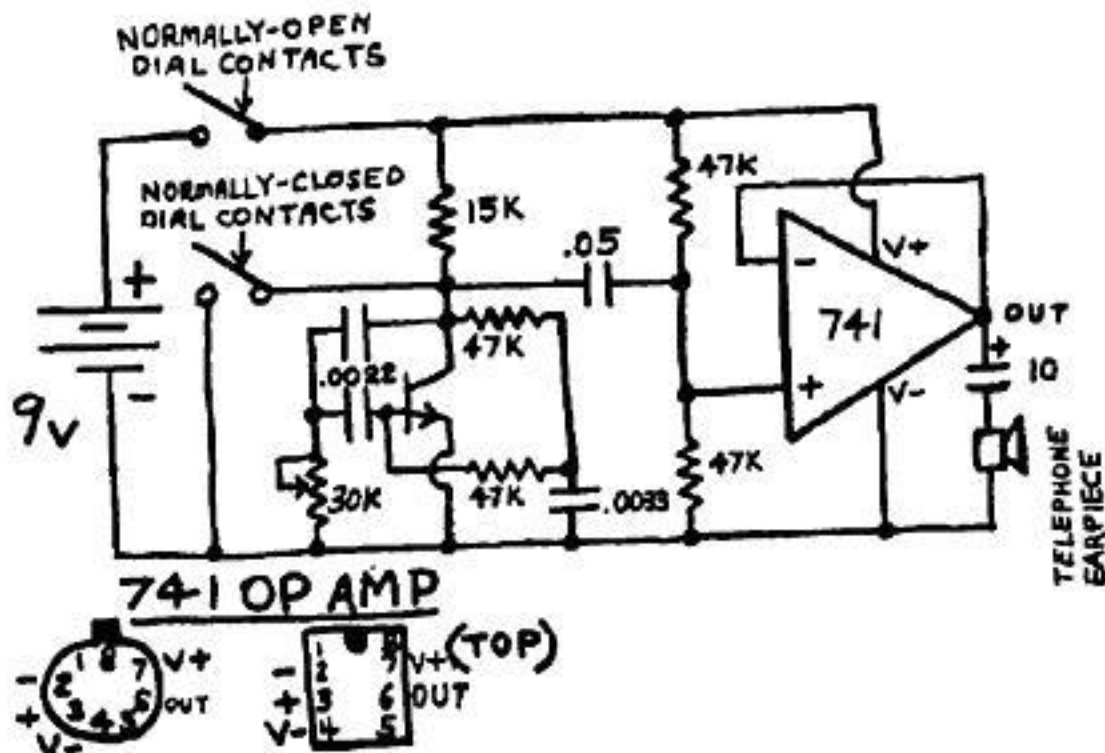 NORMALLY-OPEN
DIAL CONTACTS
NORMALLY-CLOSED
DIAL CONTACTS
+
-
9V
15K
47K
.05
47K
.0022
30K
47K
.0033
47K
-
+
741
V+
V-
OUT
+
10
TELEPHONE
EARPIECE
741 OP AMP
1 8 7 V+
- 2 6 OUT
+ 3 4 5
V-
(TOP)
1 8
- 2 7 V+
+ 3 6 OUT
V- 4 5